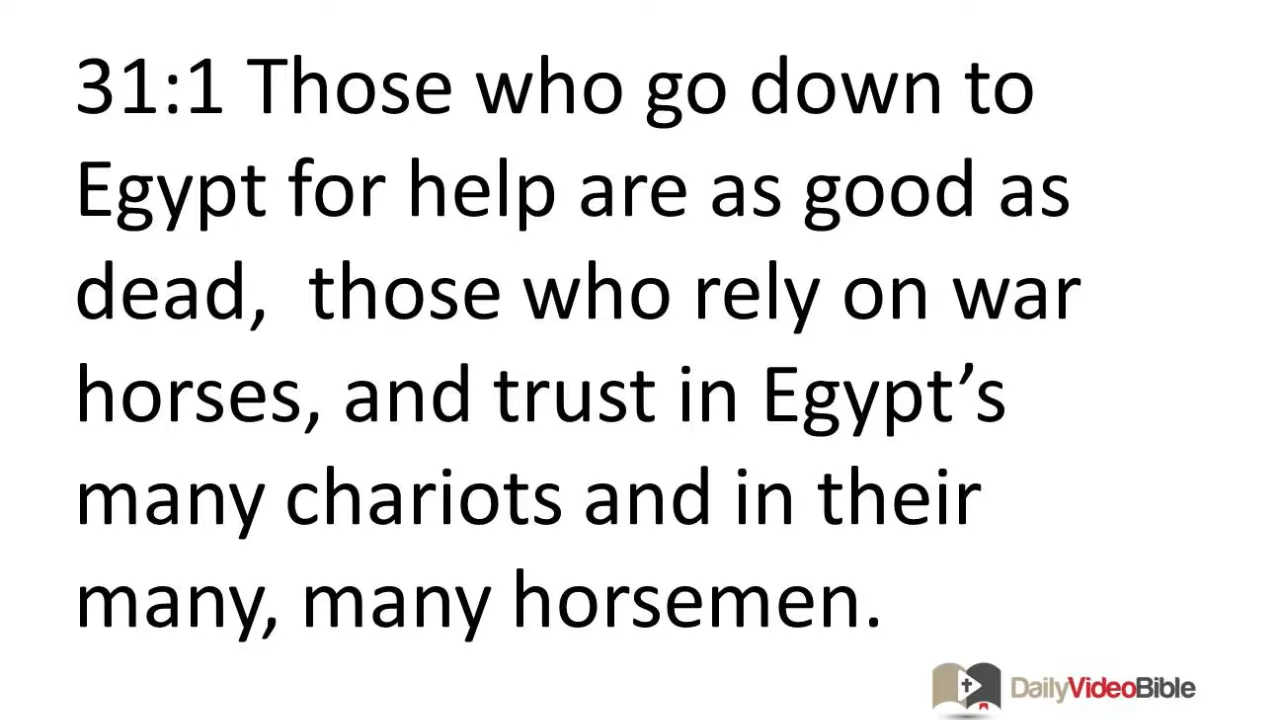 31:1 Those who go down to
Egypt for help are as good as
dead,  those who rely on war
horses, and trust in Egypt’s
many chariots and in their
many, many horsemen.
DailyVideoBible